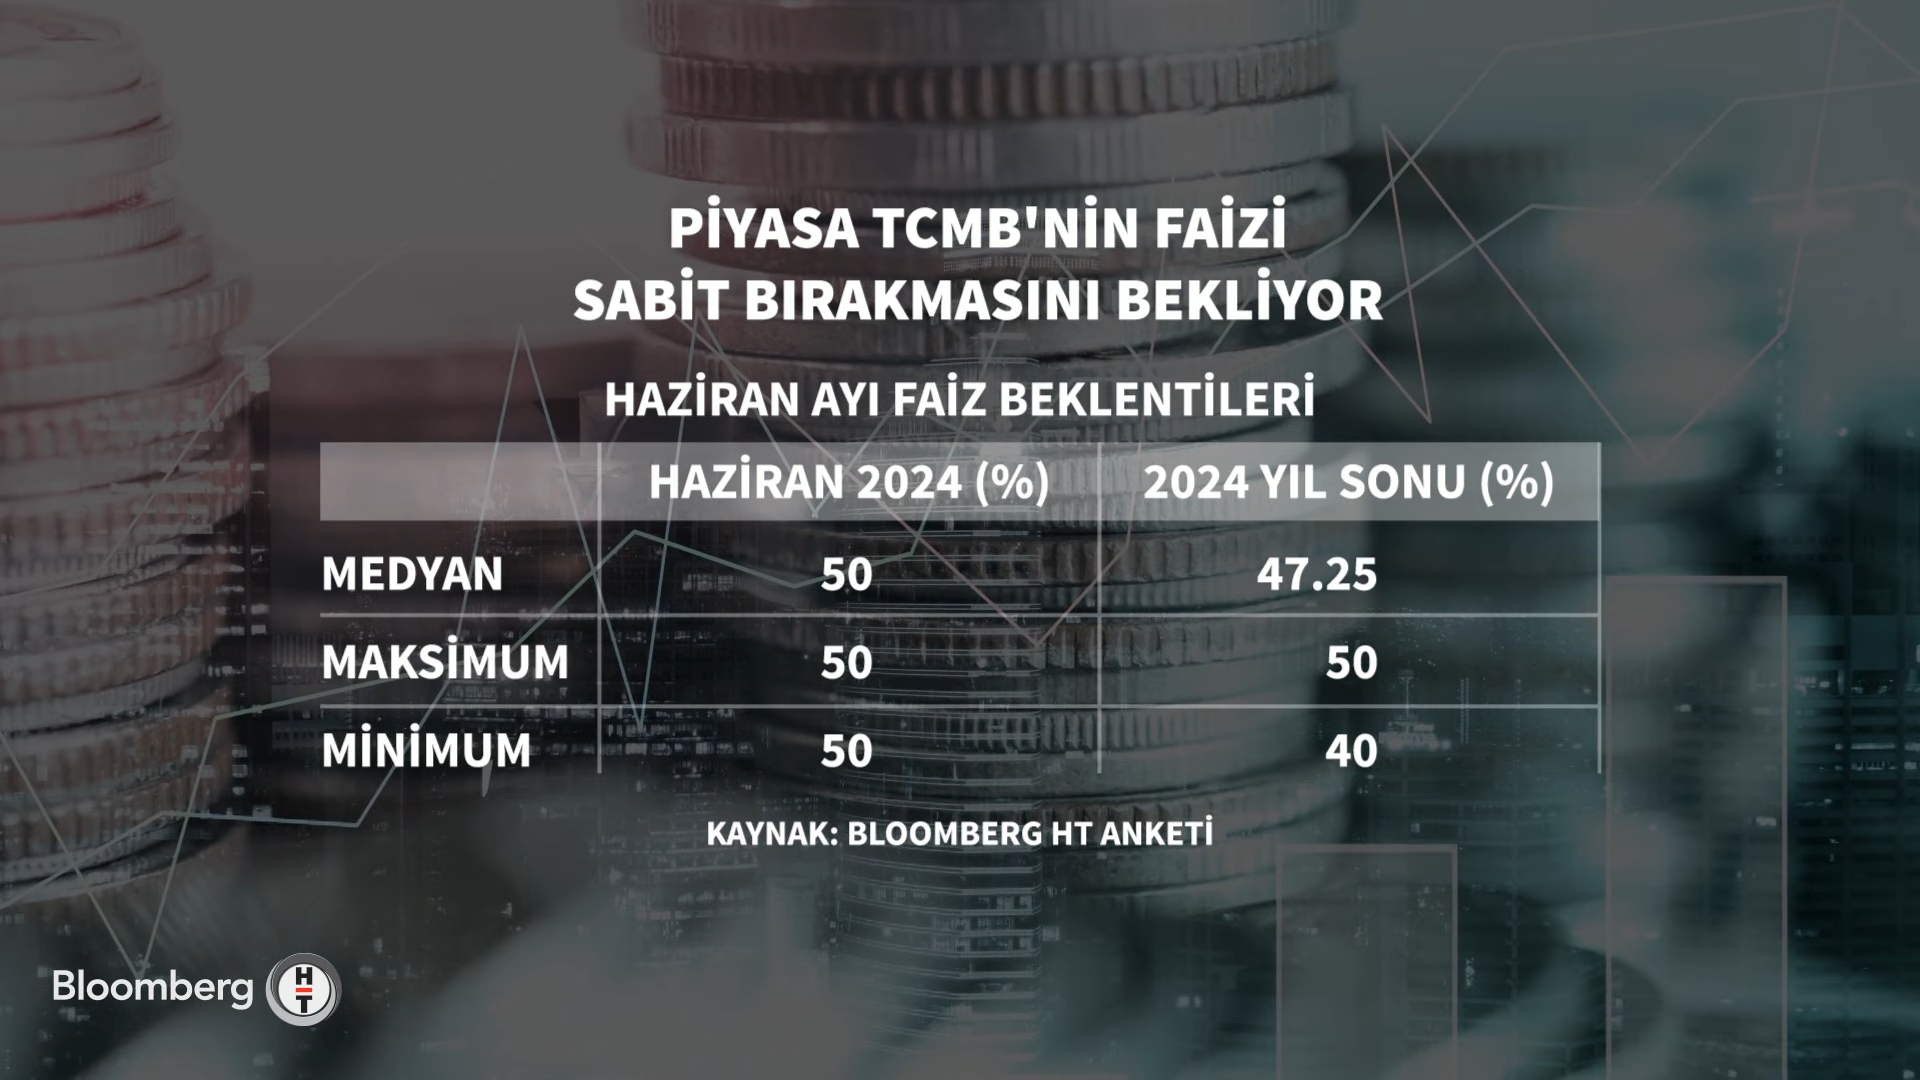 PİYASA TCMB'NİN FAİZİ
SABİT BIRAKMASINI BEKLİYOR
HAZİRAN AYI FAİZ BEKLENTİLERİ
HAZİRAN 2024 (%) 2024 YIL SONU (%)
MEDYAN 50 47.25
MAKSİMUM 50 50
MİNİMUM 50 40
KAYNAK: BLOOMBERG HT ANKETİ
Bloomberg HT